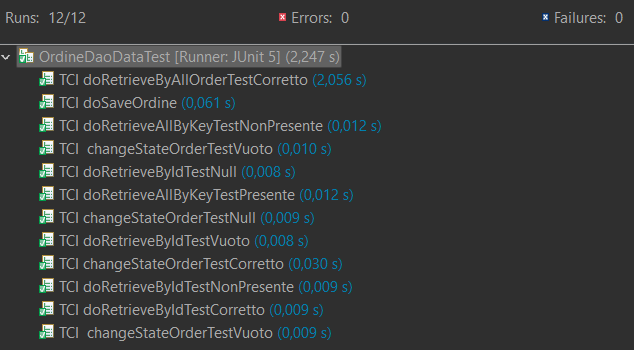 Runs: 12/12 Errors: 0 Failures: 0
OrdineDaoDataTest [Runner: JUnit 5] (2,247 s)
TCI doRetrieveByAllOrderTestCorretto (2,056 s)
TCI doSaveOrdine (0,061 s)
TCI doRetrieveAllByKeyTestNonPresente (0,012 s)
TCI  changeStateOrderTestVuoto (0,010 s)
TCI doRetrieveByIdTestNull (0,008 s)
TCI doRetrieveAllByKeyTestPresente (0,012 s)
TCI changeStateOrderTestNull (0,009 s)
TCI doRetrieveByIdTestVuoto (0,008 s)
TCI changeStateOrderTestCorretto (0,030 s)
TCI doRetrieveByIdTestNonPresente (0,009 s)
TCI doRetrieveByIdTestCorretto (0,009 s)
TCI  changeStateOrderTestVuoto (0,009 s)